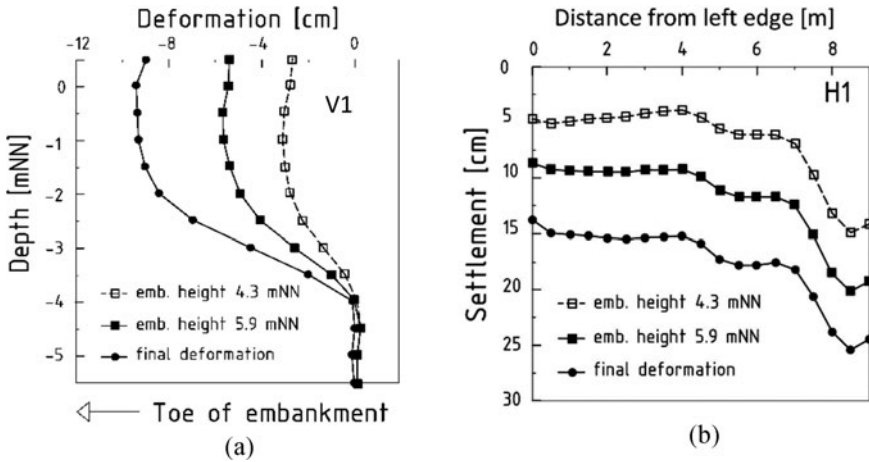 Deformation [cm]
-12 -8 -4 0
V1
Depth [mNN]
0
-1
-2
-3
-4
-5
emb. height 4.3 mNN
emb. height 5.9 mNN
final deformation
Toe of embankment
(a)
Distance from left edge [m]
0 2 4 6 8
H1
Settlement [cm]
0
5
10
15
20
25
30
emb. height 4.3 mNN
emb. height 5.9 mNN
final deformation
(b)